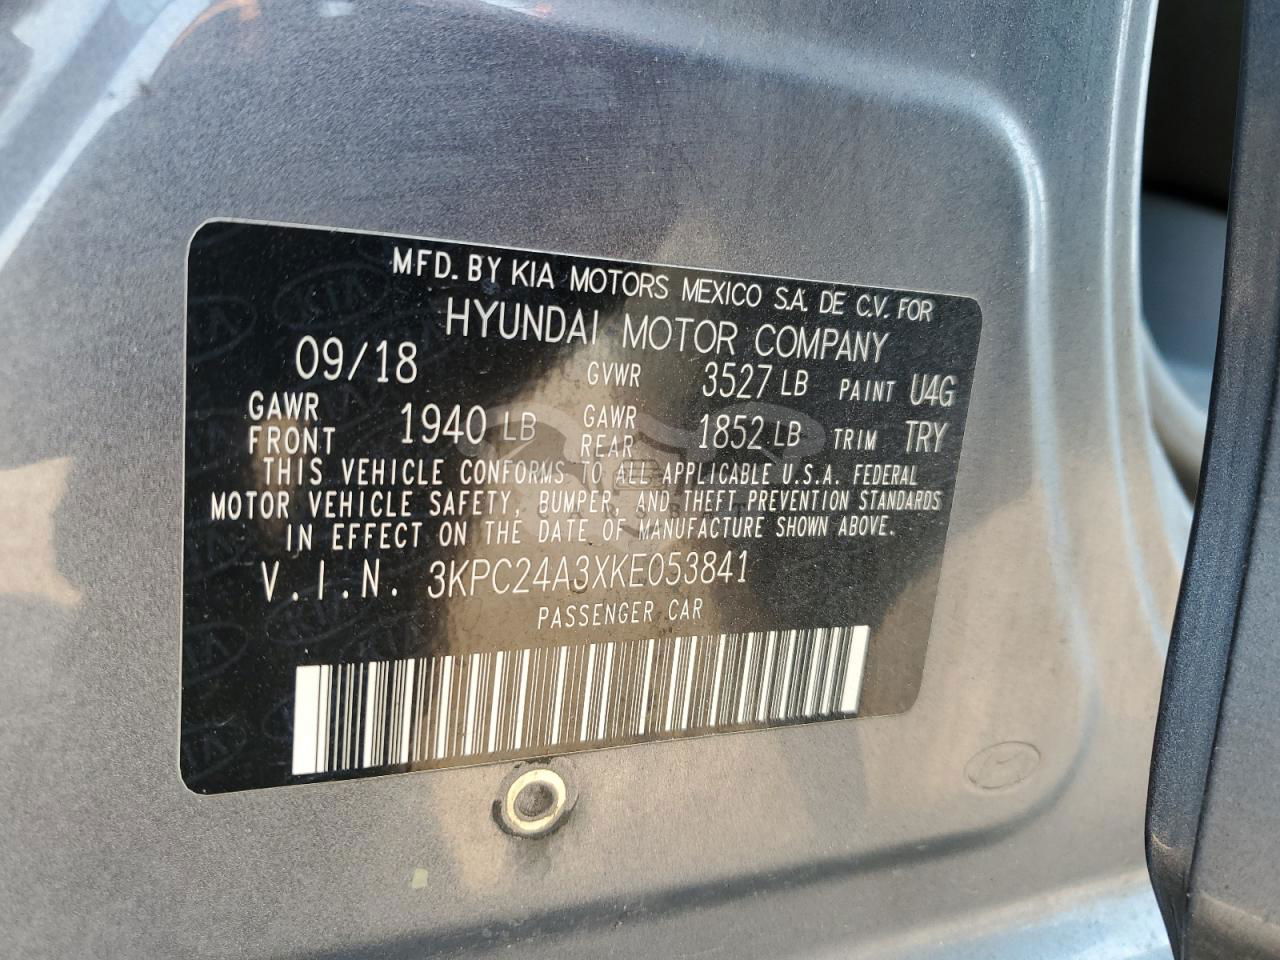 MFD. BY KIA MOTORS MEXICO S.A. DE C.V. FOR
HYUNDAI MOTOR COMPANY
09/18 GVWR 3527 LB PAINT U4G
GAWR FRONT 1940 LB GAWR REAR 1852 LB TRIM TRY
THIS VEHICLE CONFORMS TO ALL APPLICABLE U.S.A. FEDERAL
MOTOR VEHICLE SAFETY, BUMPER, AND THEFT PREVENTION STANDARDS
IN EFFECT ON THE DATE OF MANUFACTURE SHOWN ABOVE.
V.I.N. 3KPC24A3XKE053841
PASSENGER CAR